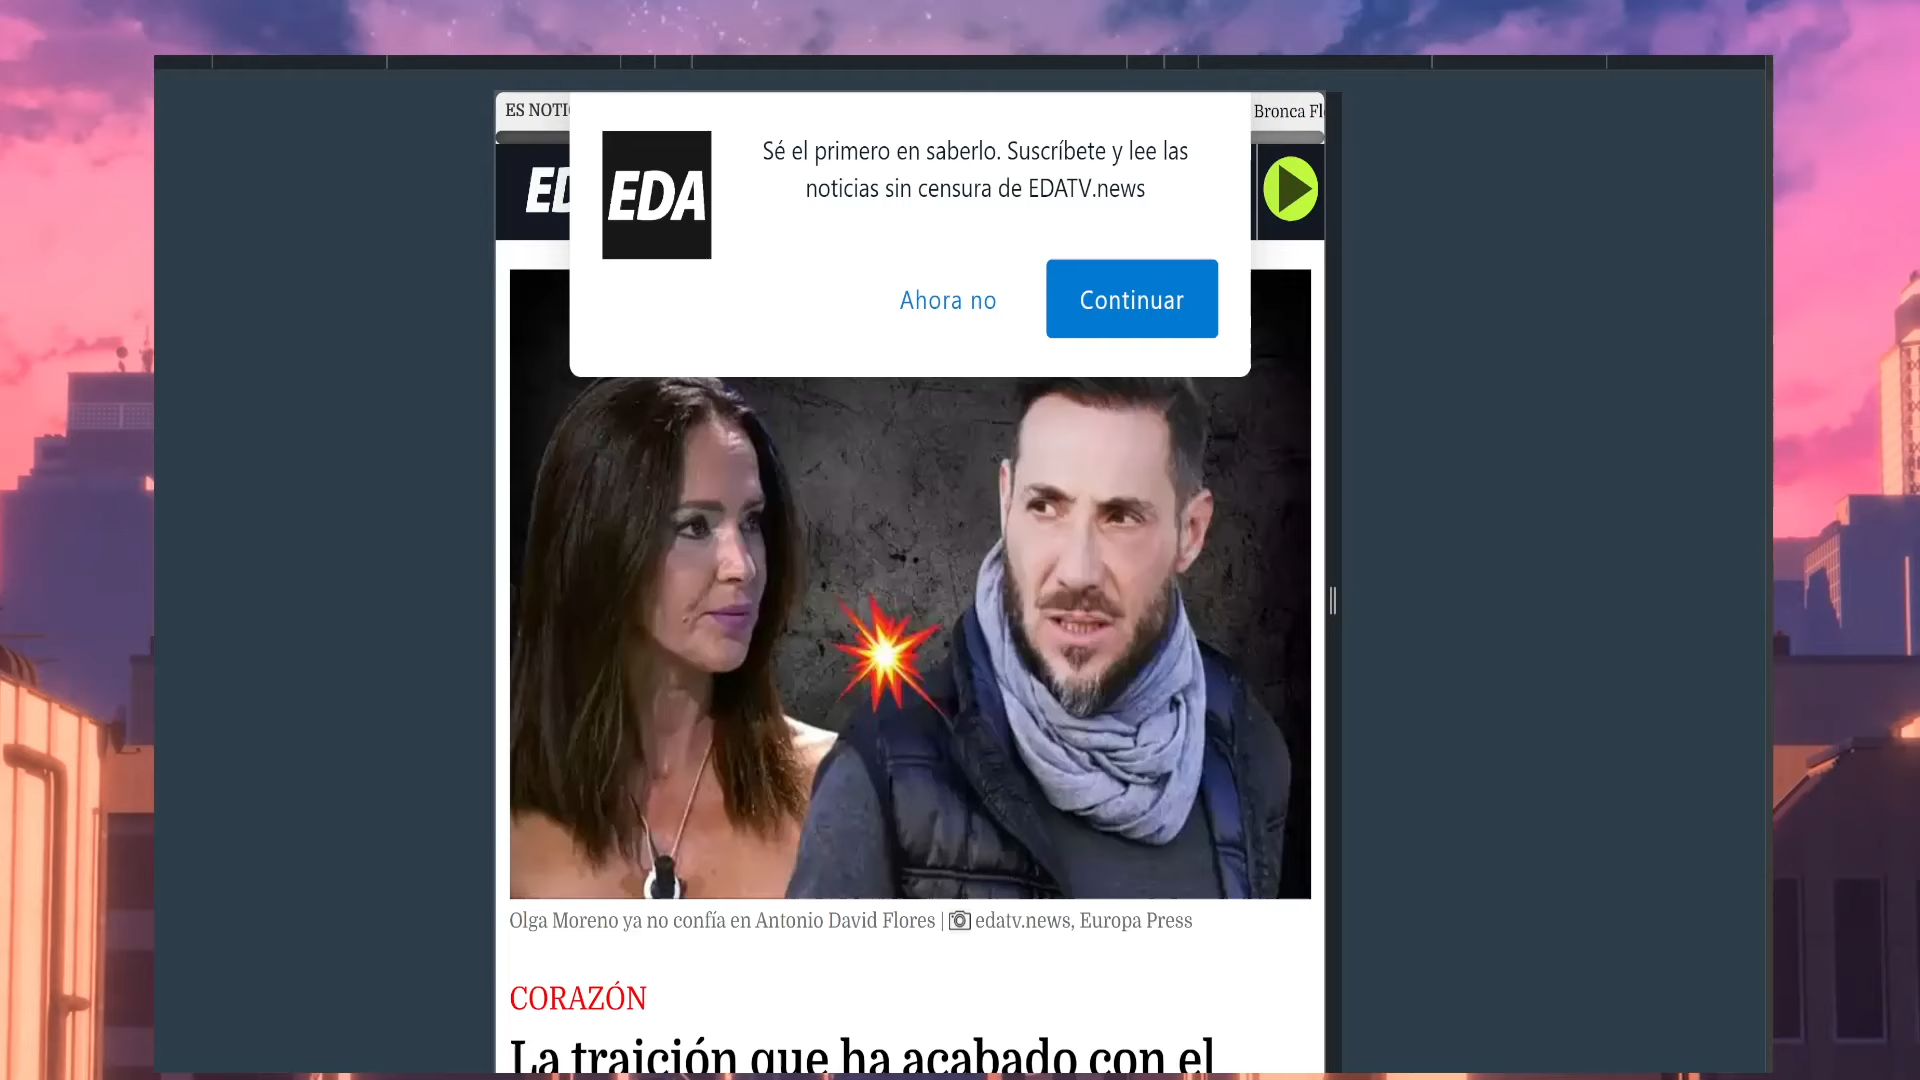 ES NOTI
Bronca Fl
ED
EDA
Sé el primero en saberlo. Suscríbete y lee las
noticias sin censura de EDATV.news
Ahora no
Continuar
Olga Moreno ya no confía en Antonio David Flores | edatv.news, Europa Press
CORAZÓN
La traición que ha acabado con el